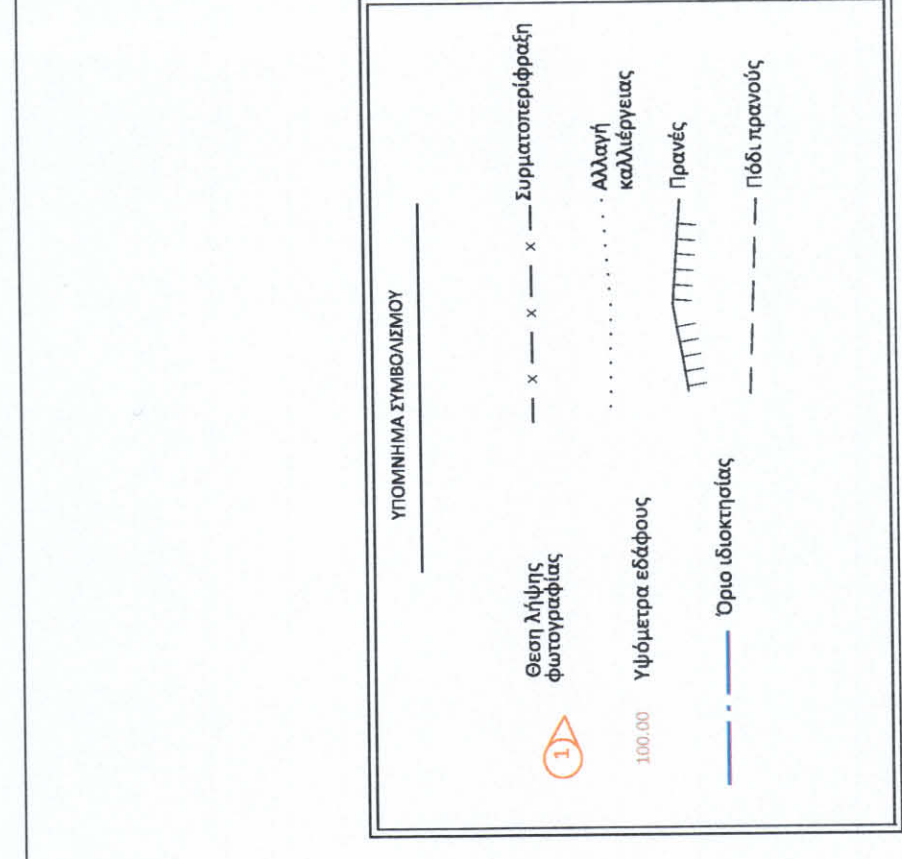 ΥΠΟΜΝΗΜΑ ΣΥΜΒΟΛΙΣΜΟΥ
1
Θεση λήψης
φωτογραφίας
100.00 Υψόμετρα εδάφους
Όριο ιδιοκτησίας
x x x Συρματοπερίφραξη
Αλλαγή
καλλιέργειας
Πρανές
Πόδι πρανούς